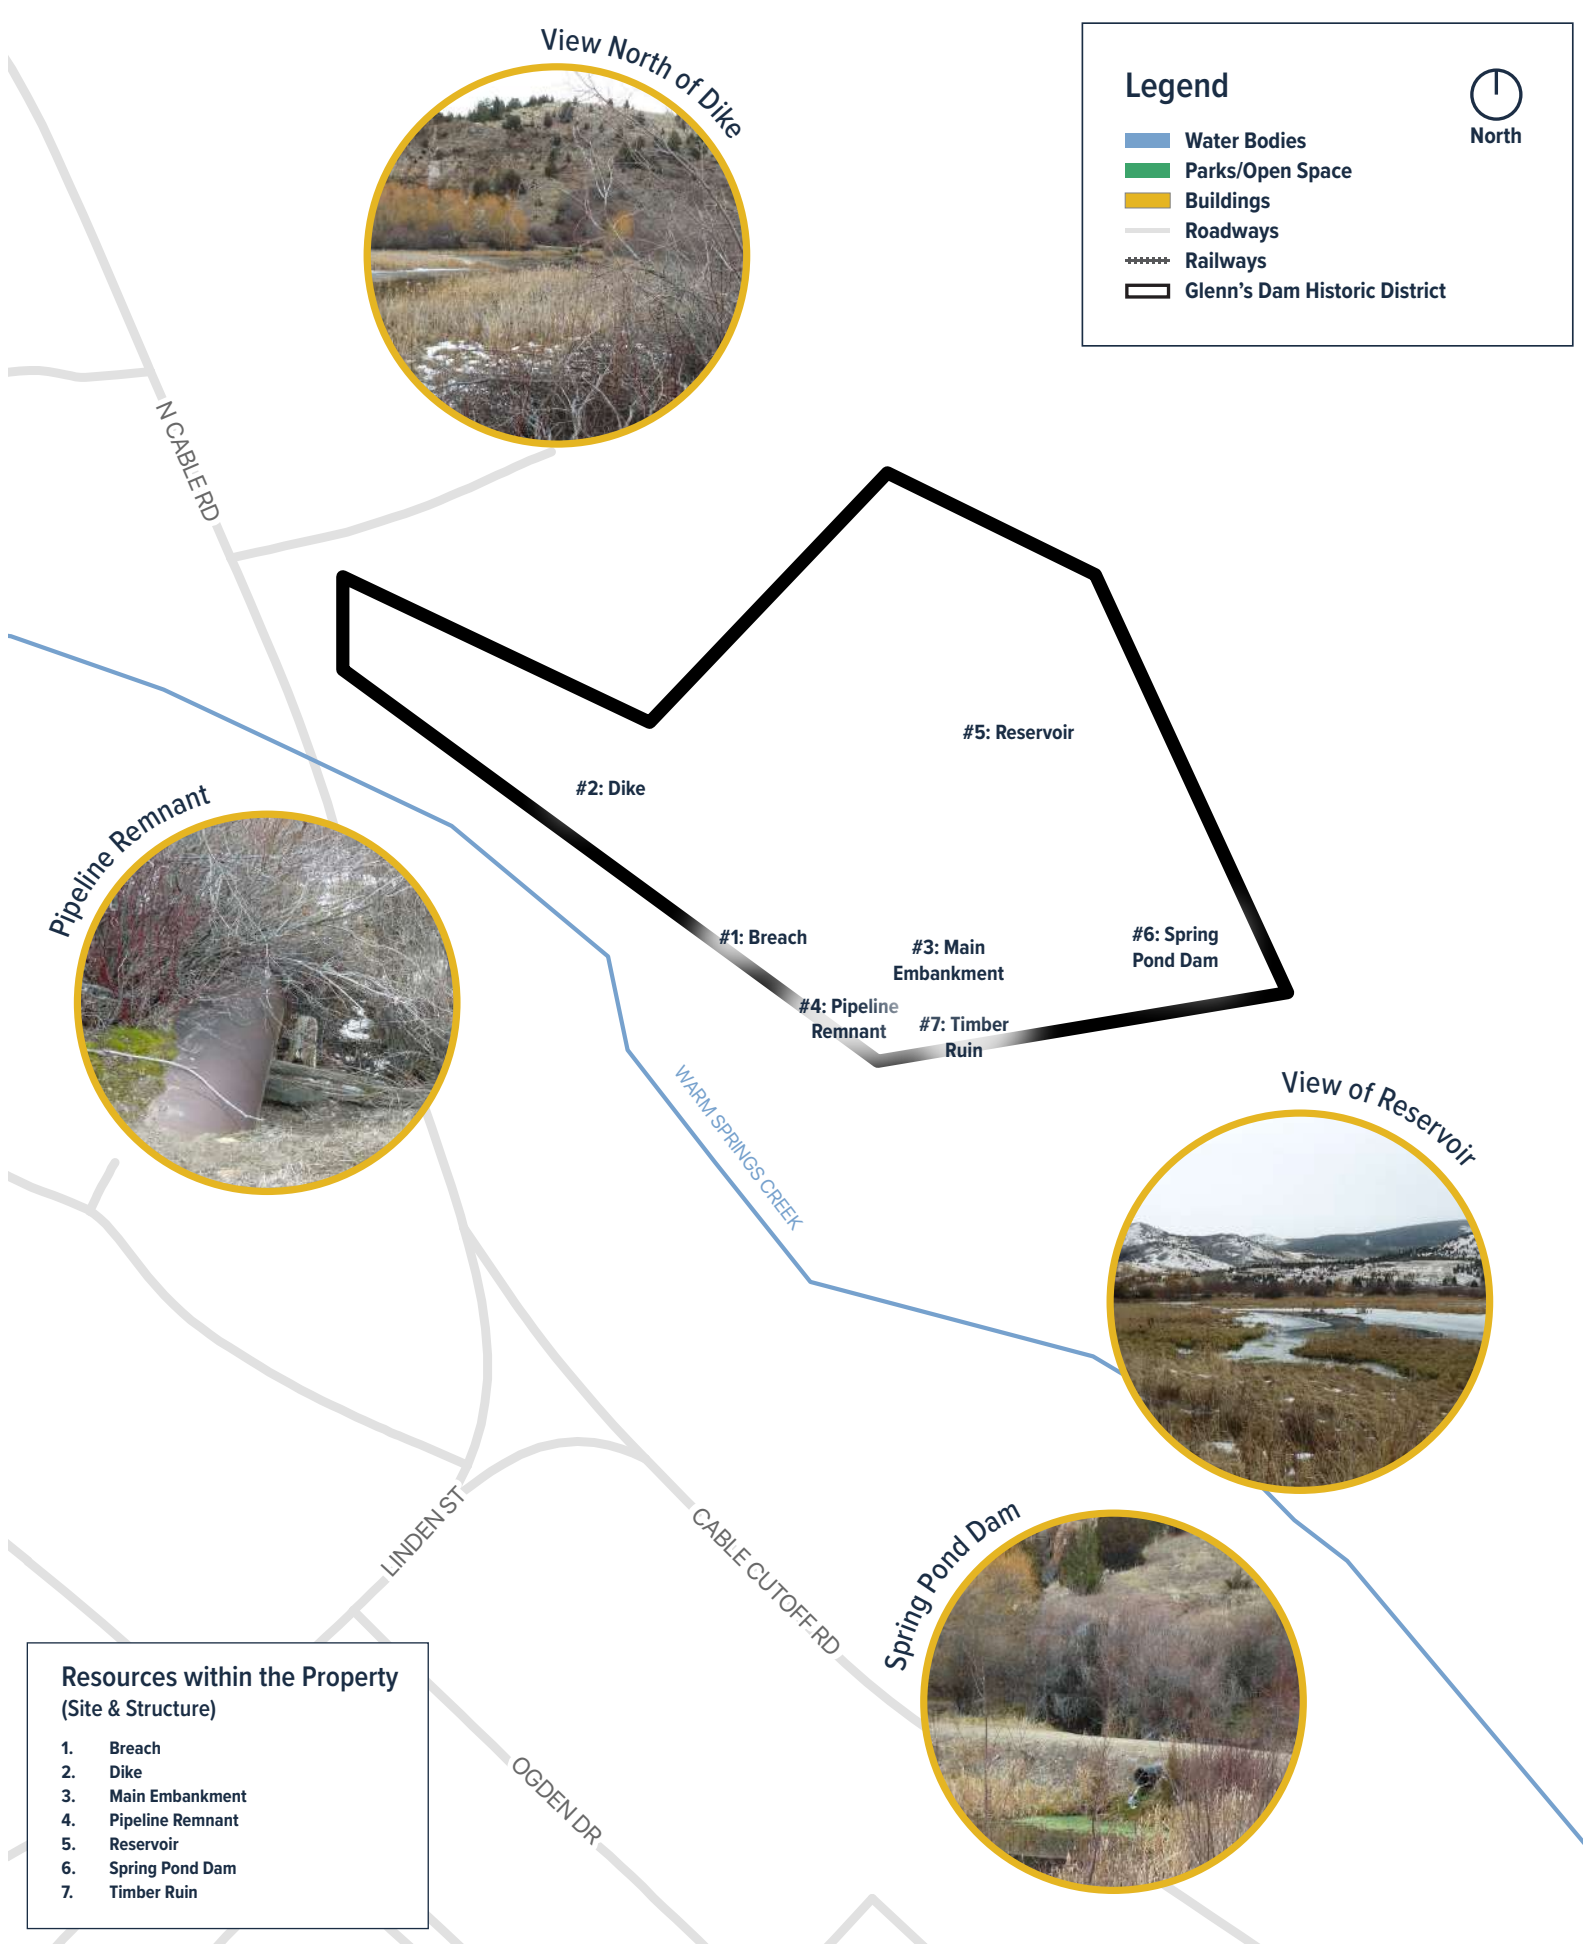 View North of Dike
Legend
North
Water Bodies
Parks/Open Space
Buildings
Roadways
Railways
Glenn's Dam Historic District
N CABLE RD
#5: Reservoir
#2: Dike
Pipeline Remnant
#1: Breach
#3: Main
Embankment
#6: Spring
Pond Dam
#4: Pipeline
Remnant
#7: Timber
Ruin
WARM SPRINGS CREEK
View of Reservoir
LINDEN ST
CABLE CUTOFF RD
Spring Pond Dam
OGDEN DR
Resources within the Property
(Site & Structure)
1. Breach
2. Dike
3. Main Embankment
4. Pipeline Remnant
5. Reservoir
6. Spring Pond Dam
7. Timber Ruin